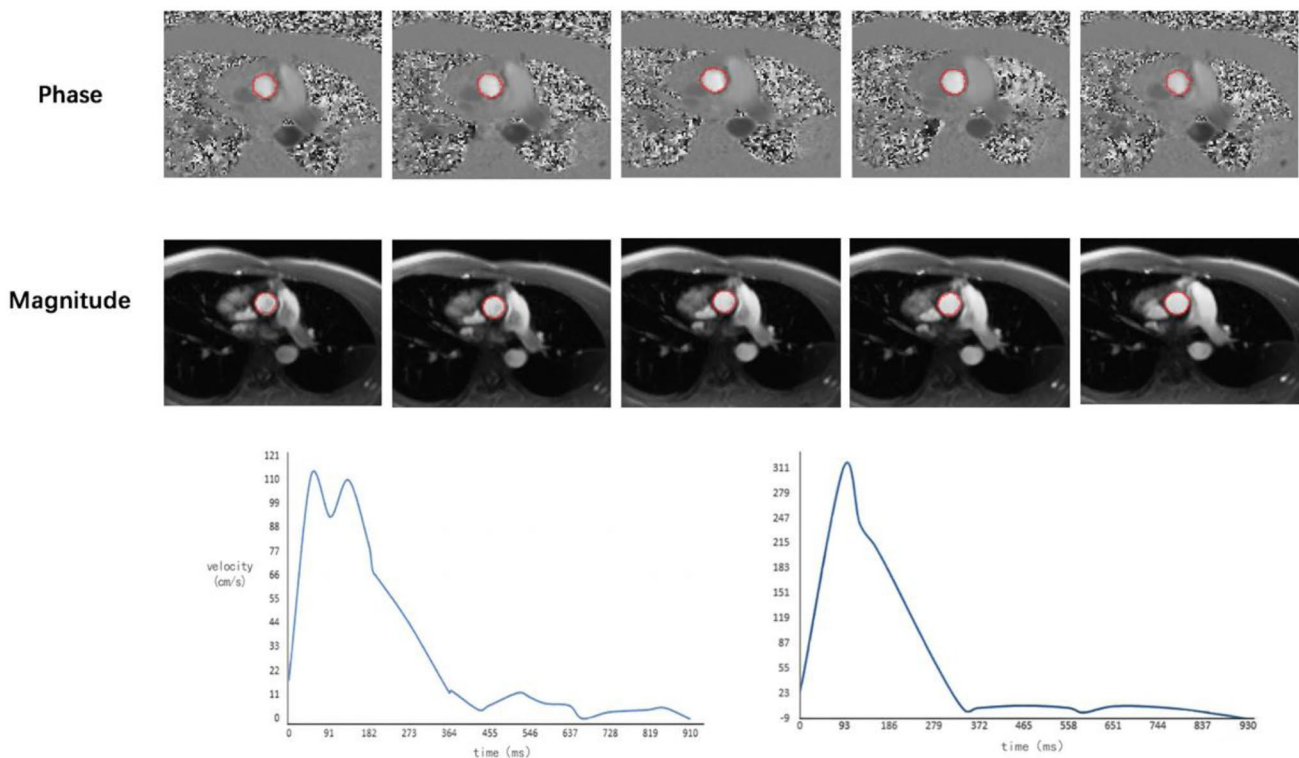 Phase
Magnitude
121
110
99
88
77
66
55
44
33
22
11
0
velocity
(cm/s)
0 91 182 273 364 455 546 637 728 819 910
time (ms)
311
279
247
215
183
151
119
87
55
23
-9
0 93 186 279 372 465 558 651 744 837 930
time (ms)